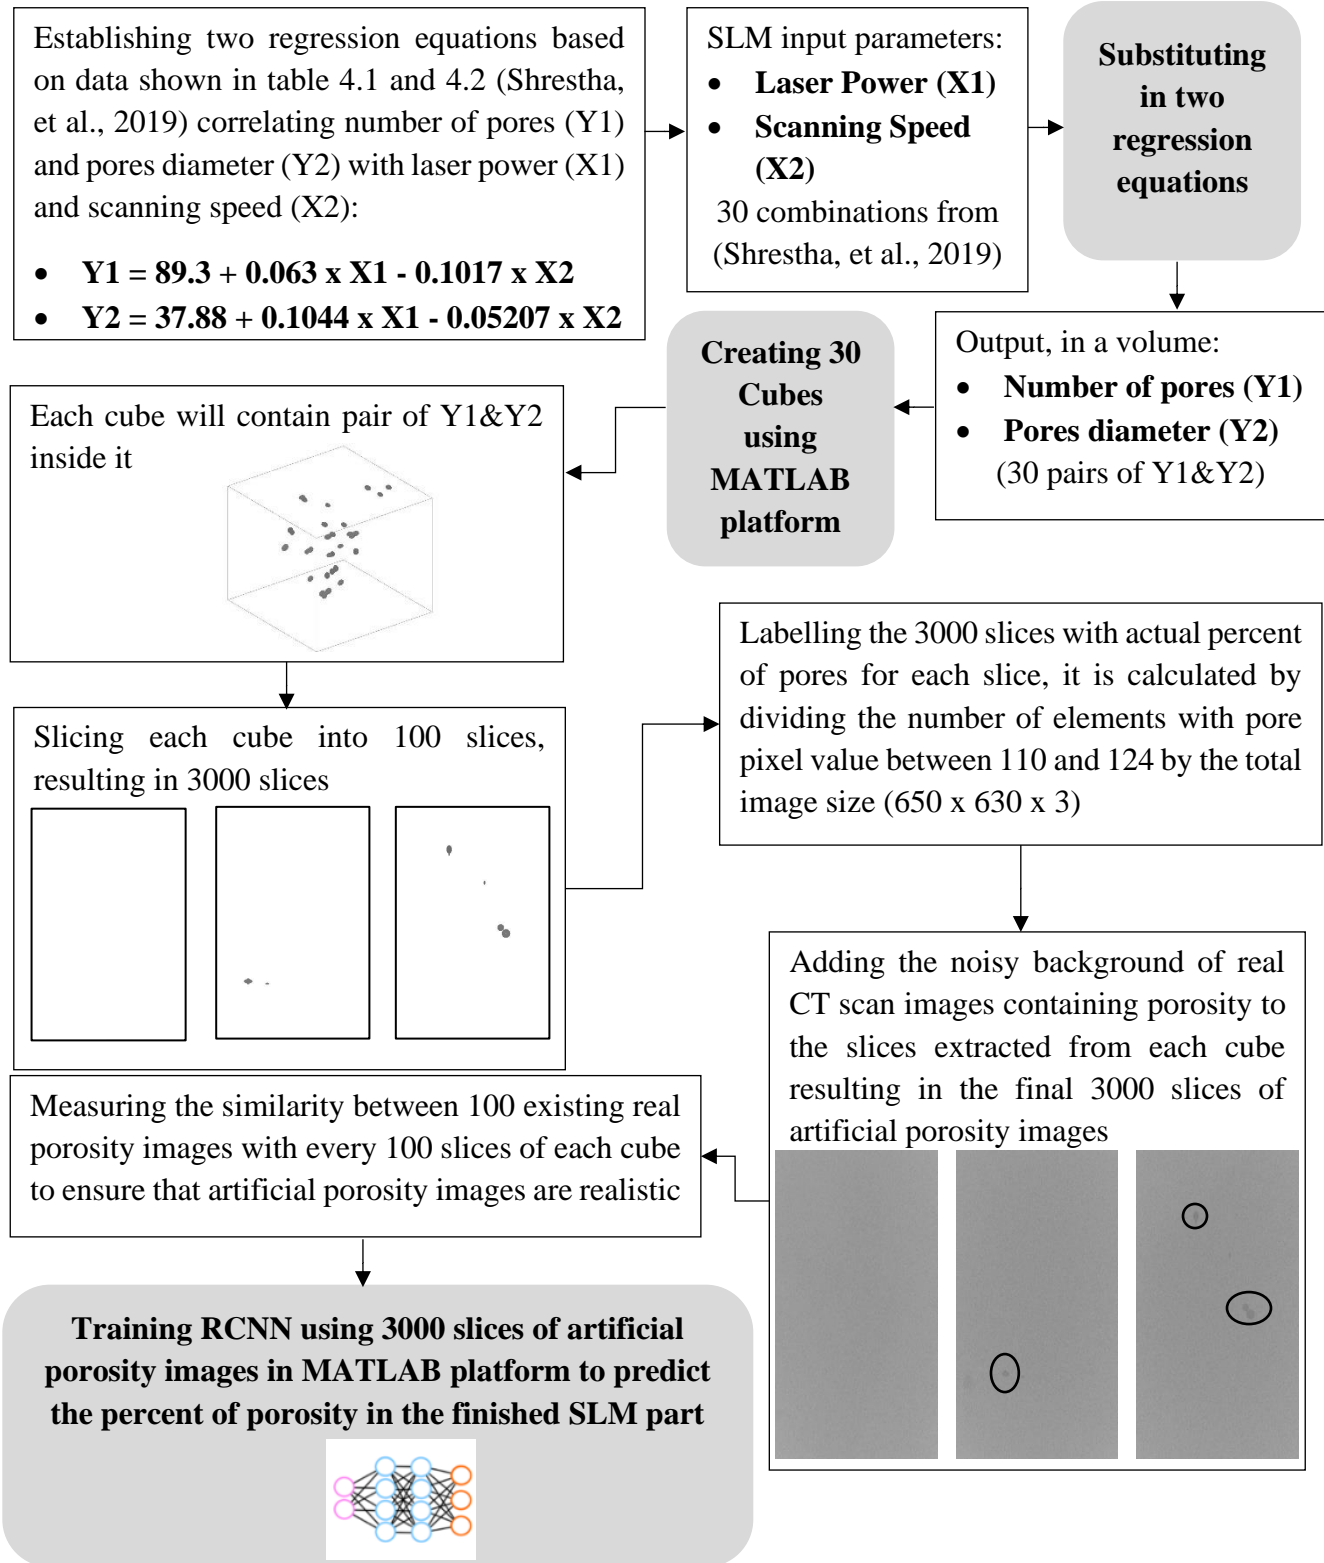 Establishing two regression equations based
on data shown in table 4.1 and 4.2 (Shrestha,
et al., 2019) correlating number of pores (Y1)
and pores diameter (Y2) with laser power (X1)
and scanning speed (X2):
• Y1 = 89.3 + 0.063 x X1 - 0.1017 x X2
• Y2 = 37.88 + 0.1044 x X1 - 0.05207 x X2
SLM input parameters:
• Laser Power (X1)
• Scanning Speed
(X2)
30 combinations from
(Shrestha, et al., 2019)
Substituting
in two
regression
equations
Output, in a volume:
• Number of pores (Y1)
• Pores diameter (Y2)
(30 pairs of Y1&Y2)
Creating 30
Cubes
using
MATLAB
platform
Each cube will contain pair of Y1&Y2
inside it
Slicing each cube into 100 slices,
resulting in 3000 slices
Labelling the 3000 slices with actual percent
of pores for each slice, it is calculated by
dividing the number of elements with pore
pixel value between 110 and 124 by the total
image size (650 x 630 x 3)
Adding the noisy background of real
CT scan images containing porosity to
the slices extracted from each cube
resulting in the final 3000 slices of
artificial porosity images
Measuring the similarity between 100 existing real
porosity images with every 100 slices of each cube
to ensure that artificial porosity images are realistic
Training RCNN using 3000 slices of artificial
porosity images in MATLAB platform to predict
the percent of porosity in the finished SLM part